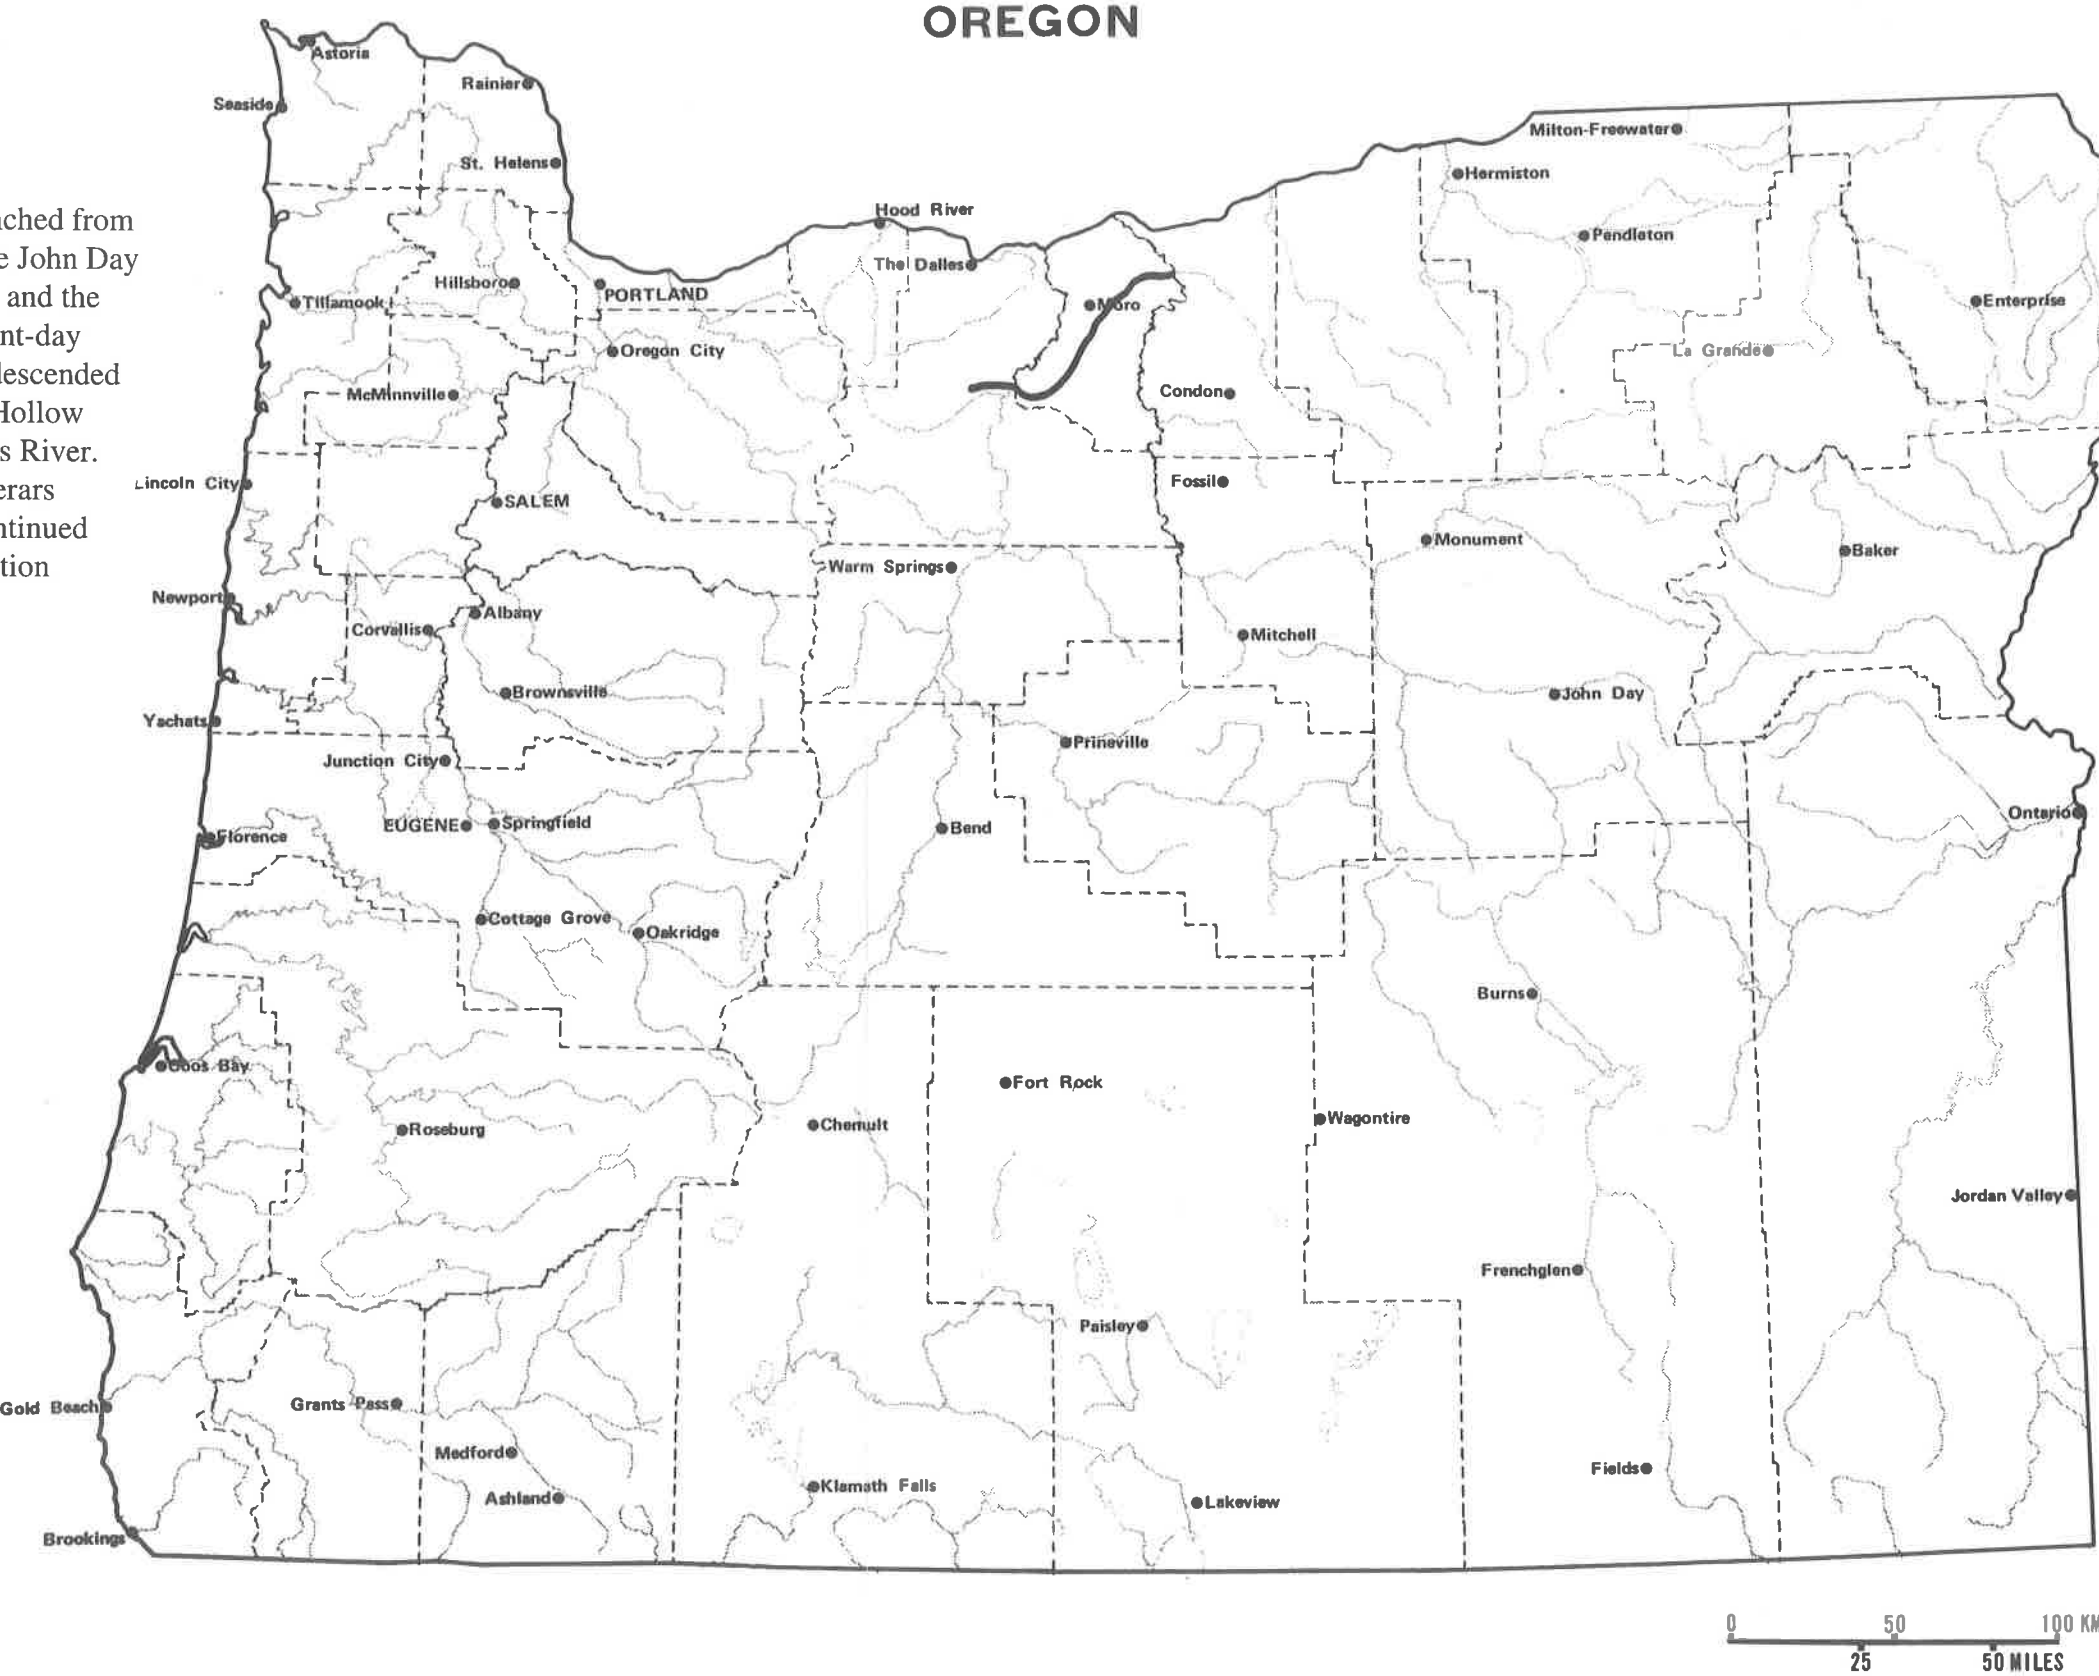 OREGON
Astoria
Rainier
Seaside
Milton-Freewater
St. Helens
Hermiston
ched from
Hood River
Pendleton
e John Day
The Dalles
Hillsboro
PORTLAND
and the
Tillamook
Moro
Enterprise
nt-day
Oregon City
La Grande
escended
McMinnville
Condon
Hollow
s River.
Lincoln City
Fossil
erars
SALEM
ntinued
Monument
Baker
tion
Warm Springs
Newport
Albany
Corvallis
Mitchell
Brownsville
John Day
Yachats
Prineville
Junction City
Ontario
EUGENE
Springfield
Bend
Florence
Cottage Grove
Oakridge
Burns
Coos Bay
Fort Rock
Chemult
Wagontire
Roseburg
Jordan Valley
Frenchglen
Paisley
Gold Beach
Grants Pass
Medford
Fields
Klamath Falls
Ashland
Lakeview
Brookings
0 50 100 KM
25 50 MILES